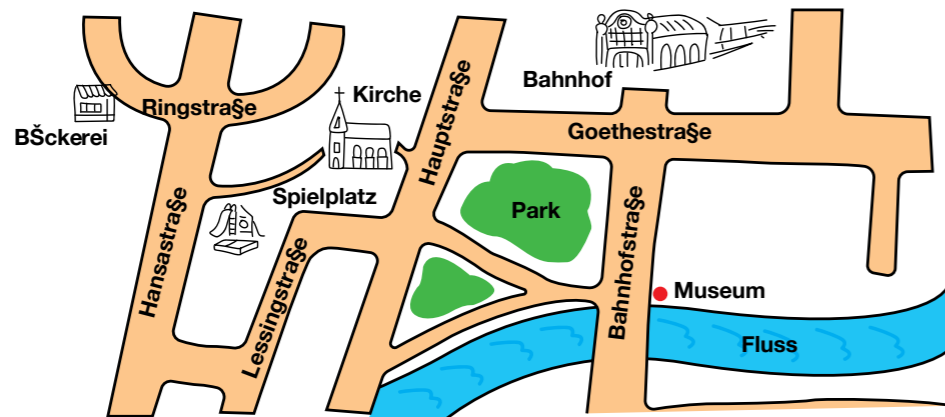 Bahnhof
Kirche
Ringstra§e
BŠckerei
Hauptstra§e
Goethestra§e
Spielplatz
Park
Hansastra§e
Lessingstra§e
Bahnhofstra§e
Museum
Fluss